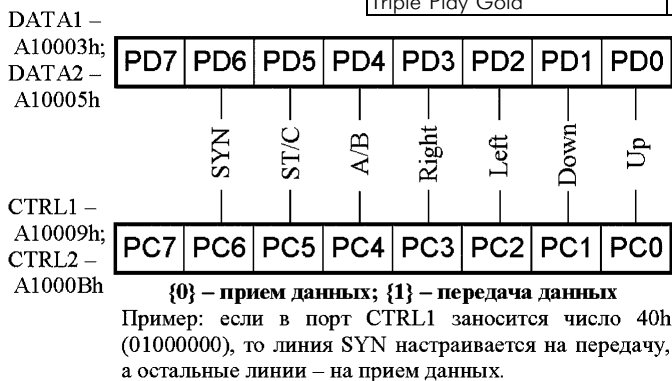 Triple Play Gold
DATA1 –
A10003h;
DATA2 –
A10005h
PD7 PD6 PD5 PD4 PD3 PD2 PD1 PD0
SYN ST/C A/B Right Left Down Up
CTRL1 –
A10009h;
CTRL2 –
A1000Bh
PC7 PC6 PC5 PC4 PC3 PC2 PC1 PC0
{0} – прием данных; {1} – передача данных
Пример: если в порт CTRL1 заносится число 40h
(01000000), то линия SYN настраивается на передачу,
а остальные линии – на прием данных.